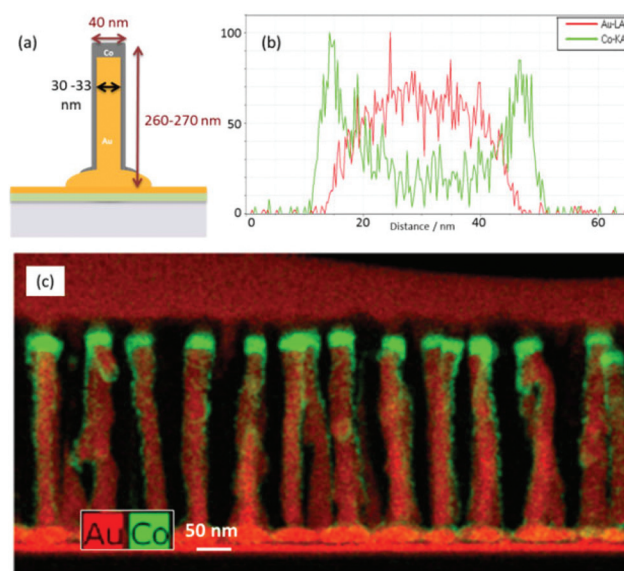 (a)
40 nm
Co
30 -33
nm
Au
260-270 nm
(b)
Au-LA
Co-KA
100
50
0
0
20
40
60
Distance / nm
(c)
Au Co
50 nm